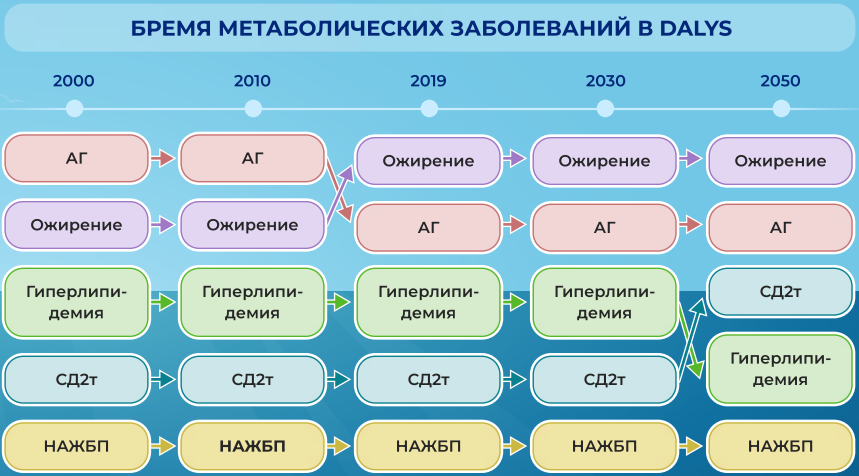 БРЕМЯ МЕТАБОЛИЧЕСКИХ ЗАБОЛЕВАНИЙ В DALYS
2000 2010 2019 2030 2050
АГ АГ Ожирение Ожирение Ожирение
Ожирение Ожирение АГ АГ АГ
Гиперлипи- Гиперлипи- Гиперлипи- Гиперлипи- СД2т
демия демия демия демия
СД2т СД2т СД2т СД2т Гиперлипи-
демия
НАЖБП НАЖБП НАЖБП НАЖБП НАЖБП